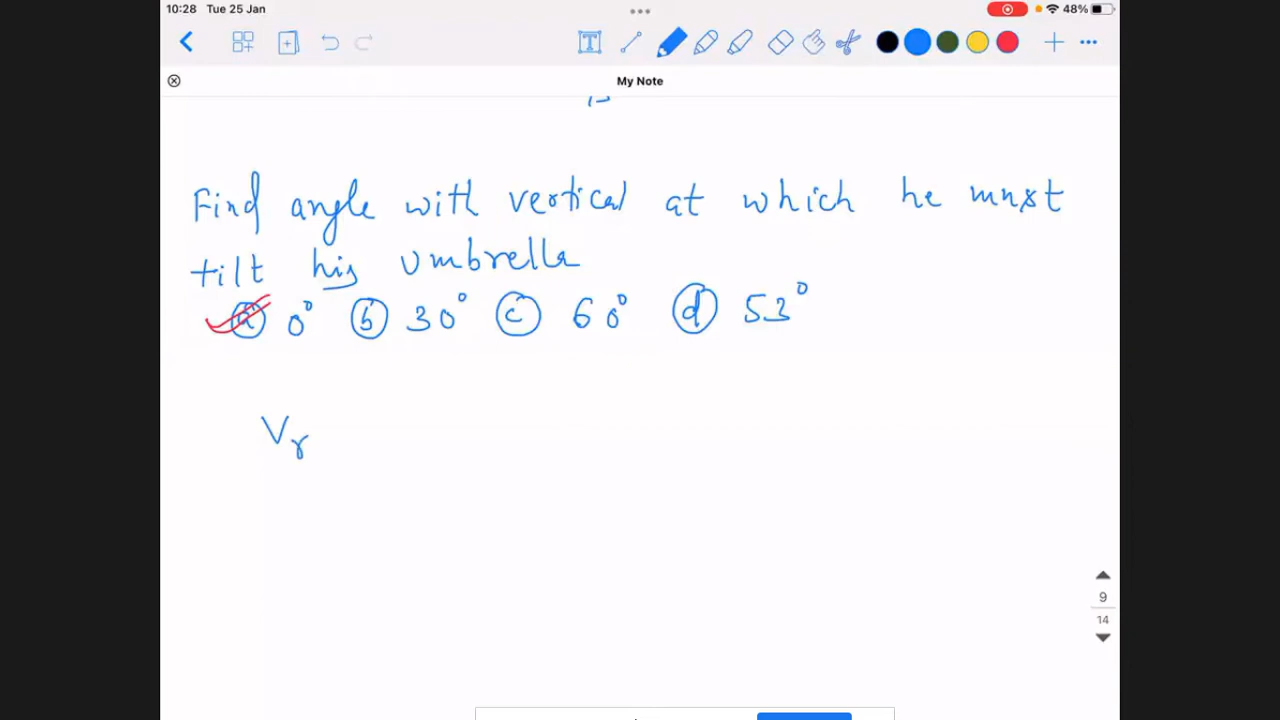 10:28 Tue 25 Jan
48%
My Note
Find angle with vertical at which he must
tilt his umbrella
(a) 0° (b) 30° (c) 60° (d) 53°
Vr
9
14